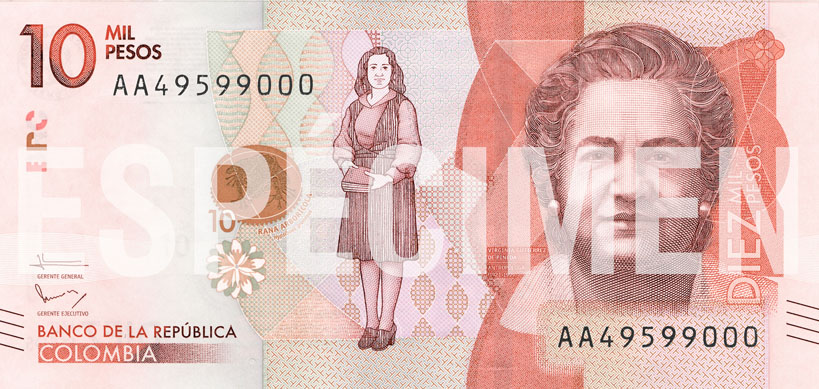 10 MIL
PESOS
AA49599000
ESPÉCIMEN
10
RANA ARBORÍCOLA
VIRGINIA GUTIÉRREZ
DE PINEDA
DIEZ MIL
PESOS
GERENTE GENERAL
GERENTE EJECUTIVO
BANCO DE LA REPÚBLICA
COLOMBIA
AA49599000